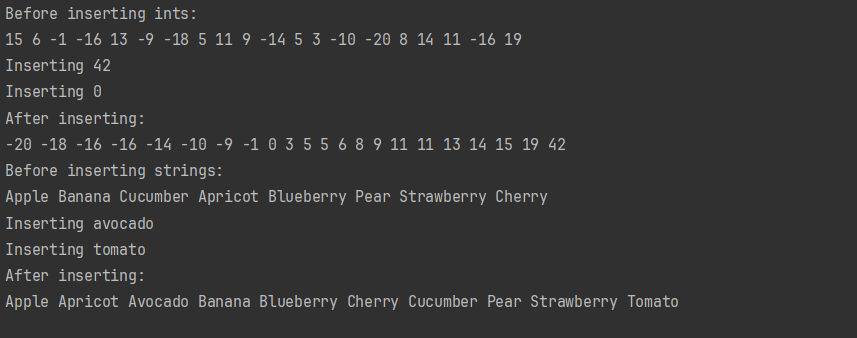 Before inserting ints:
15 6 -1 -16 13 -9 -18 5 11 9 -14 5 3 -10 -20 8 14 11 -16 19
Inserting 42
Inserting 0
After inserting:
-20 -18 -16 -16 -14 -10 -9 -1 0 3 5 5 6 8 9 11 11 13 14 15 19 42
Before inserting strings:
Apple Banana Cucumber Apricot Blueberry Pear Strawberry Cherry
Inserting avocado
Inserting tomato
After inserting:
Apple Apricot Avocado Banana Blueberry Cherry Cucumber Pear Strawberry Tomato